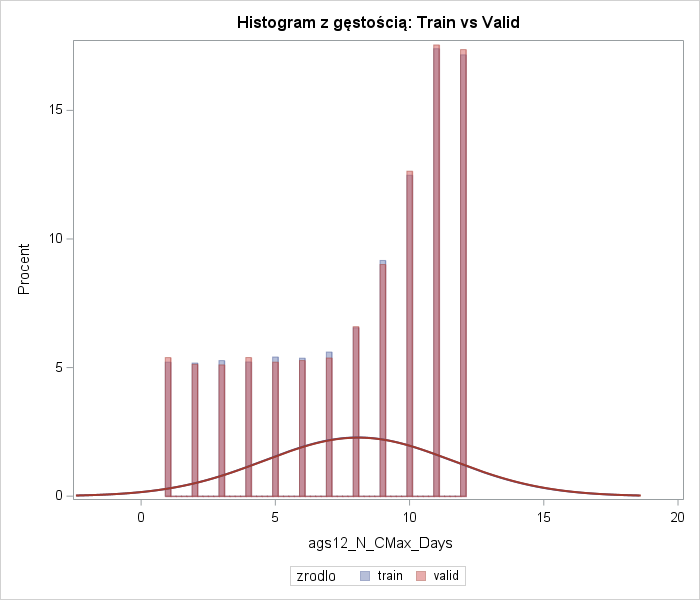 Histogram z gęstością: Train vs Valid
15
10
5
0
Procent
0 5 10 15 20
ags12_N_CMax_Days
zrodlo train valid